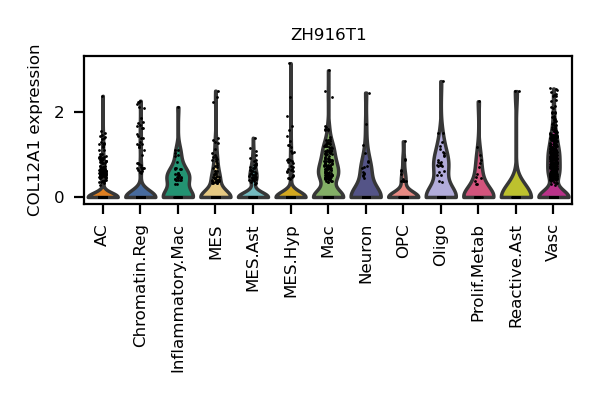 ZH916T1
COL12A1 expression
2
0
AC
Chromatin.Reg
Inflammatory.Mac
MES
MES.Ast
MES.Hyp
Mac
Neuron
OPC
Oligo
Prolif.Metab
Reactive.Ast
Vasc